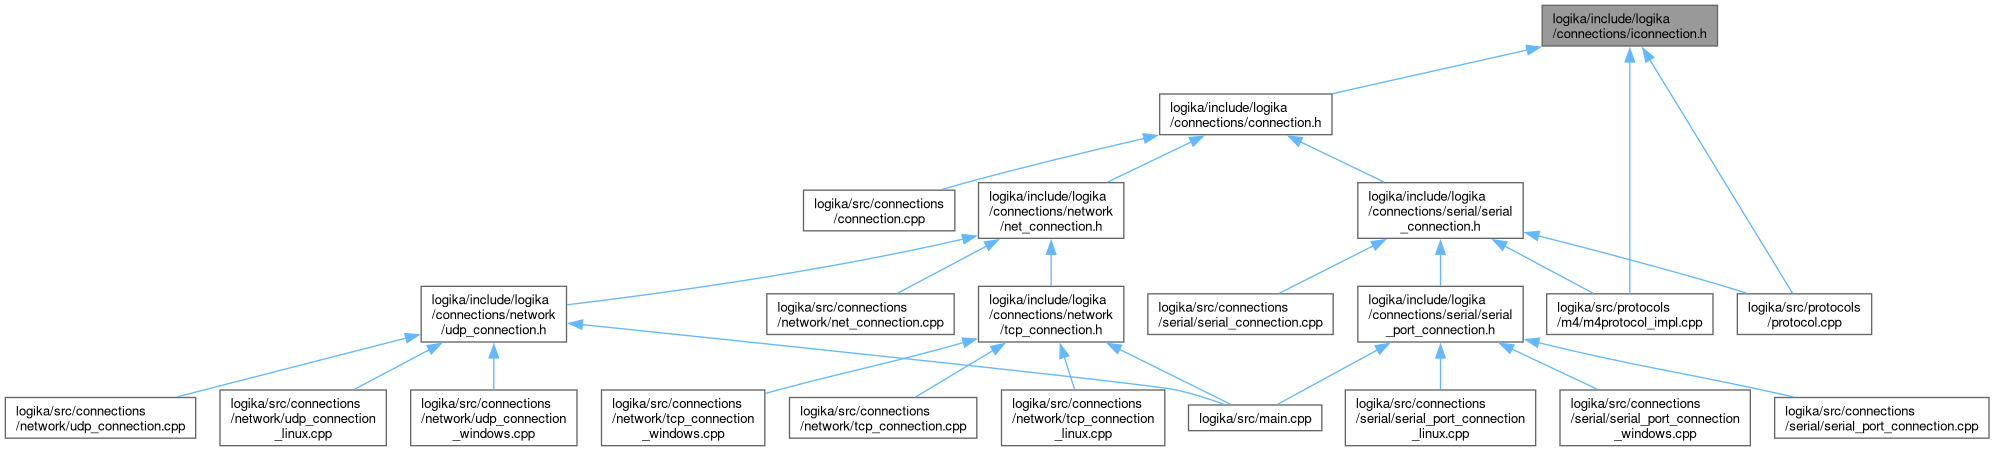 logika/include/logika
/connections/iconnection.h
logika/include/logika
/connections/connection.h
logika/src/connections
/connection.cpp
logika/include/logika
/connections/network
/net_connection.h
logika/include/logika
/connections/serial/serial
_connection.h
logika/include/logika
/connections/network
/udp_connection.h
logika/src/connections
/network/net_connection.cpp
logika/include/logika
/connections/network
/tcp_connection.h
logika/src/connections
/serial/serial_connection.cpp
logika/include/logika
/connections/serial/serial
_port_connection.h
logika/src/protocols
/m4/m4protocol_impl.cpp
logika/src/protocols
/protocol.cpp
logika/src/connections
/network/udp_connection.cpp
logika/src/connections
/network/udp_connection
_linux.cpp
logika/src/connections
/network/udp_connection
_windows.cpp
logika/src/connections
/network/tcp_connection
_windows.cpp
logika/src/connections
/network/tcp_connection.cpp
logika/src/connections
/network/tcp_connection
_linux.cpp
logika/src/main.cpp
logika/src/connections
/serial/serial_port_connection
_linux.cpp
logika/src/connections
/serial/serial_port_connection
_windows.cpp
logika/src/connections
/serial/serial_port_connection.cpp